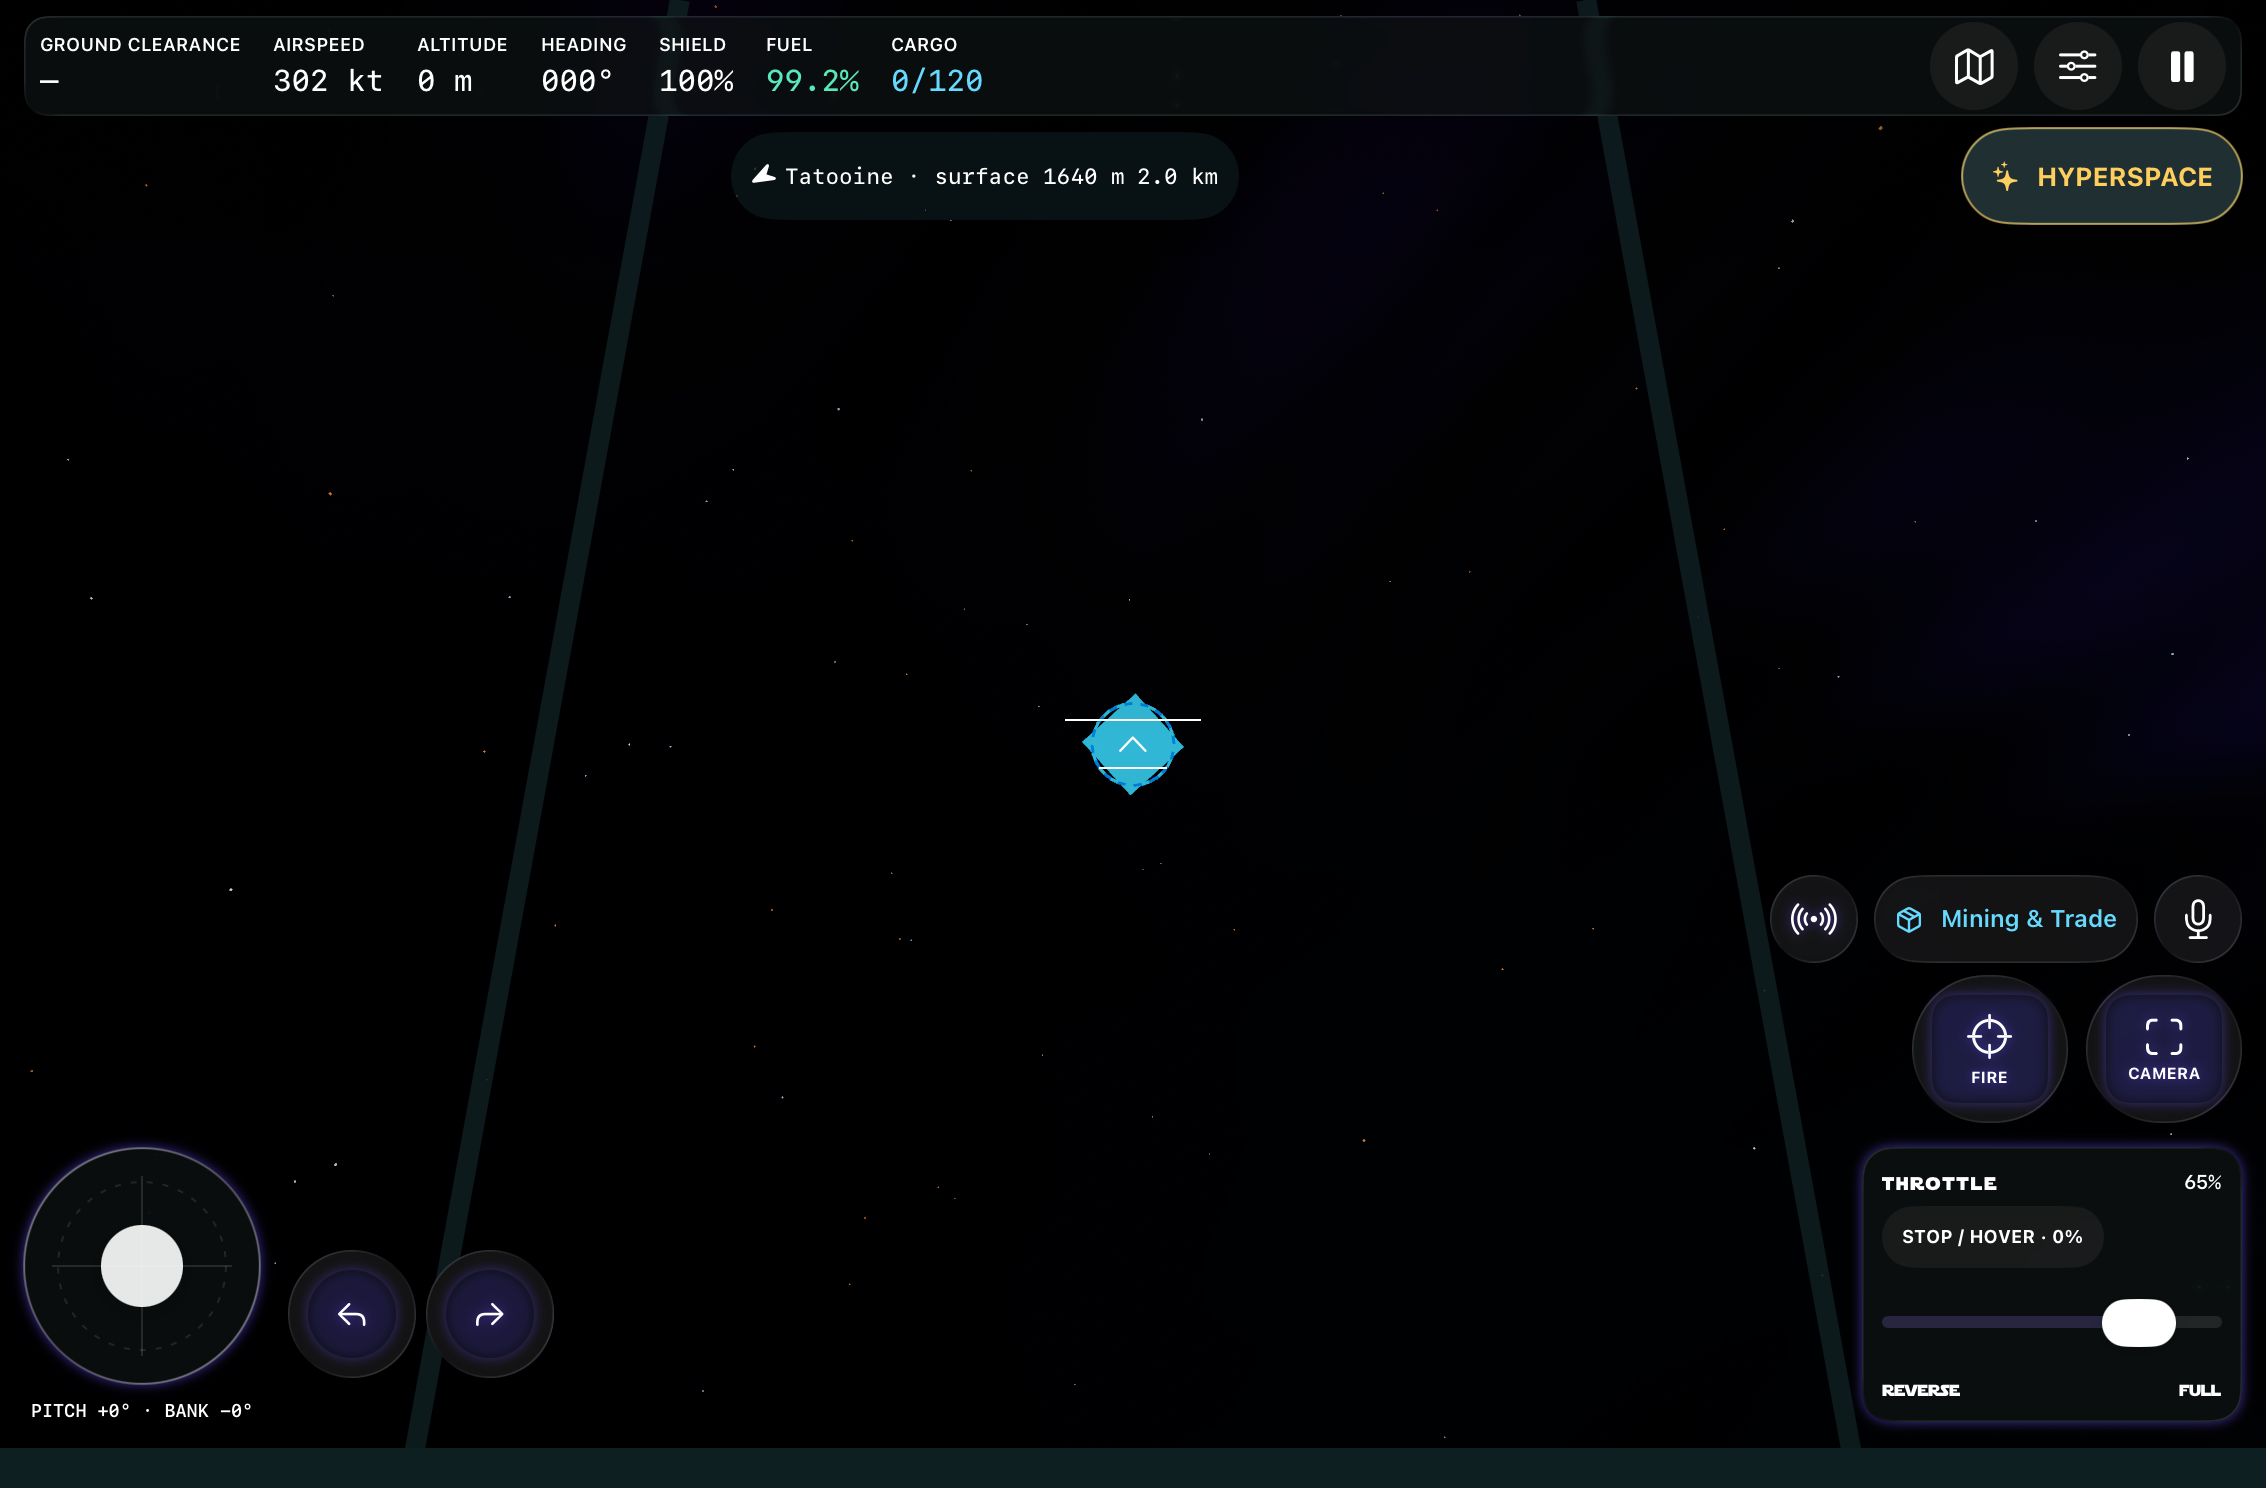 GROUND CLEARANCE AIRSPEED ALTITUDE HEADING SHIELD FUEL CARGO
— 302 kt 0 m 000° 100% 99.2% 0/120
Tatooine · surface 1640 m 2.0 km
HYPERSPACE
Mining & Trade
FIRE
CAMERA
THROTTLE 65%
STOP / HOVER · 0%
REVERSE FULL
PITCH +0° · BANK −0°